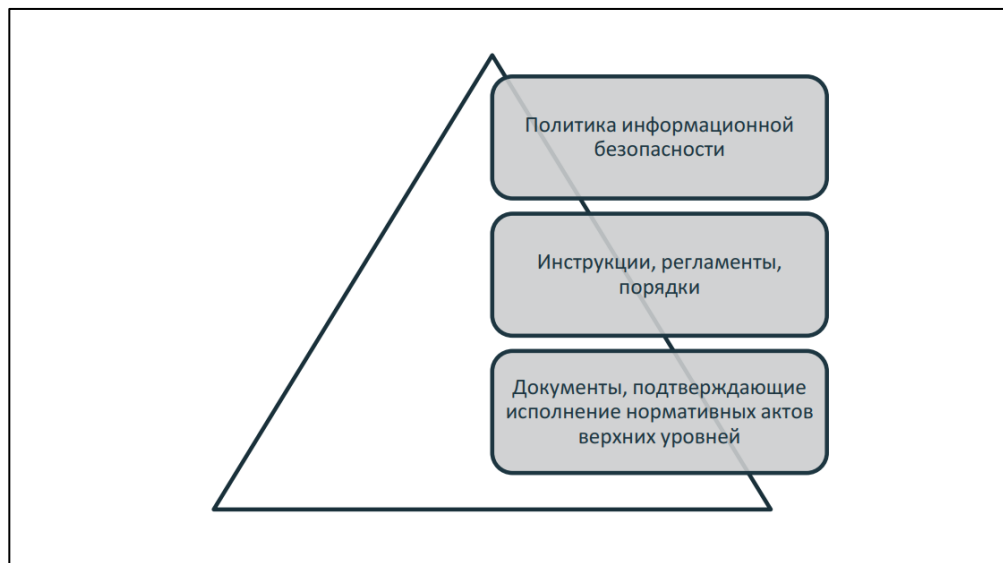 Политика информационной
безопасности
Инструкции, регламенты,
порядки
Документы, подтверждающие
исполнение нормативных актов
верхних уровней